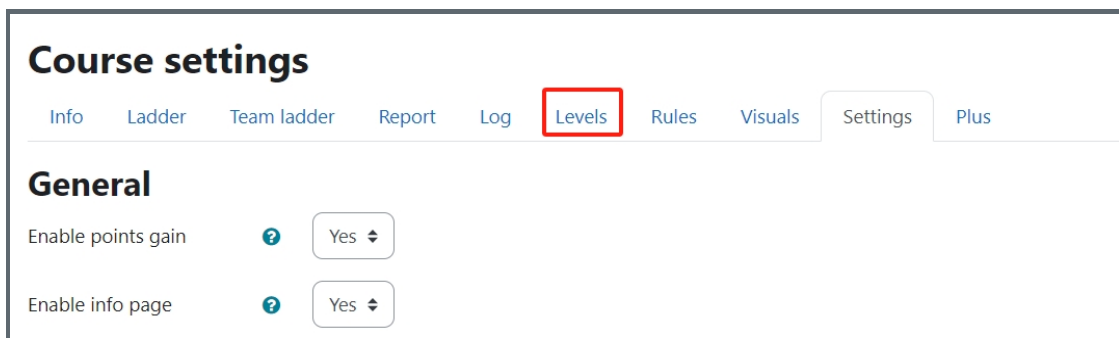 Course settings
Info Ladder Team ladder Report Log Levels Rules Visuals Settings Plus
General
Enable points gain ? Yes
Enable info page ? Yes